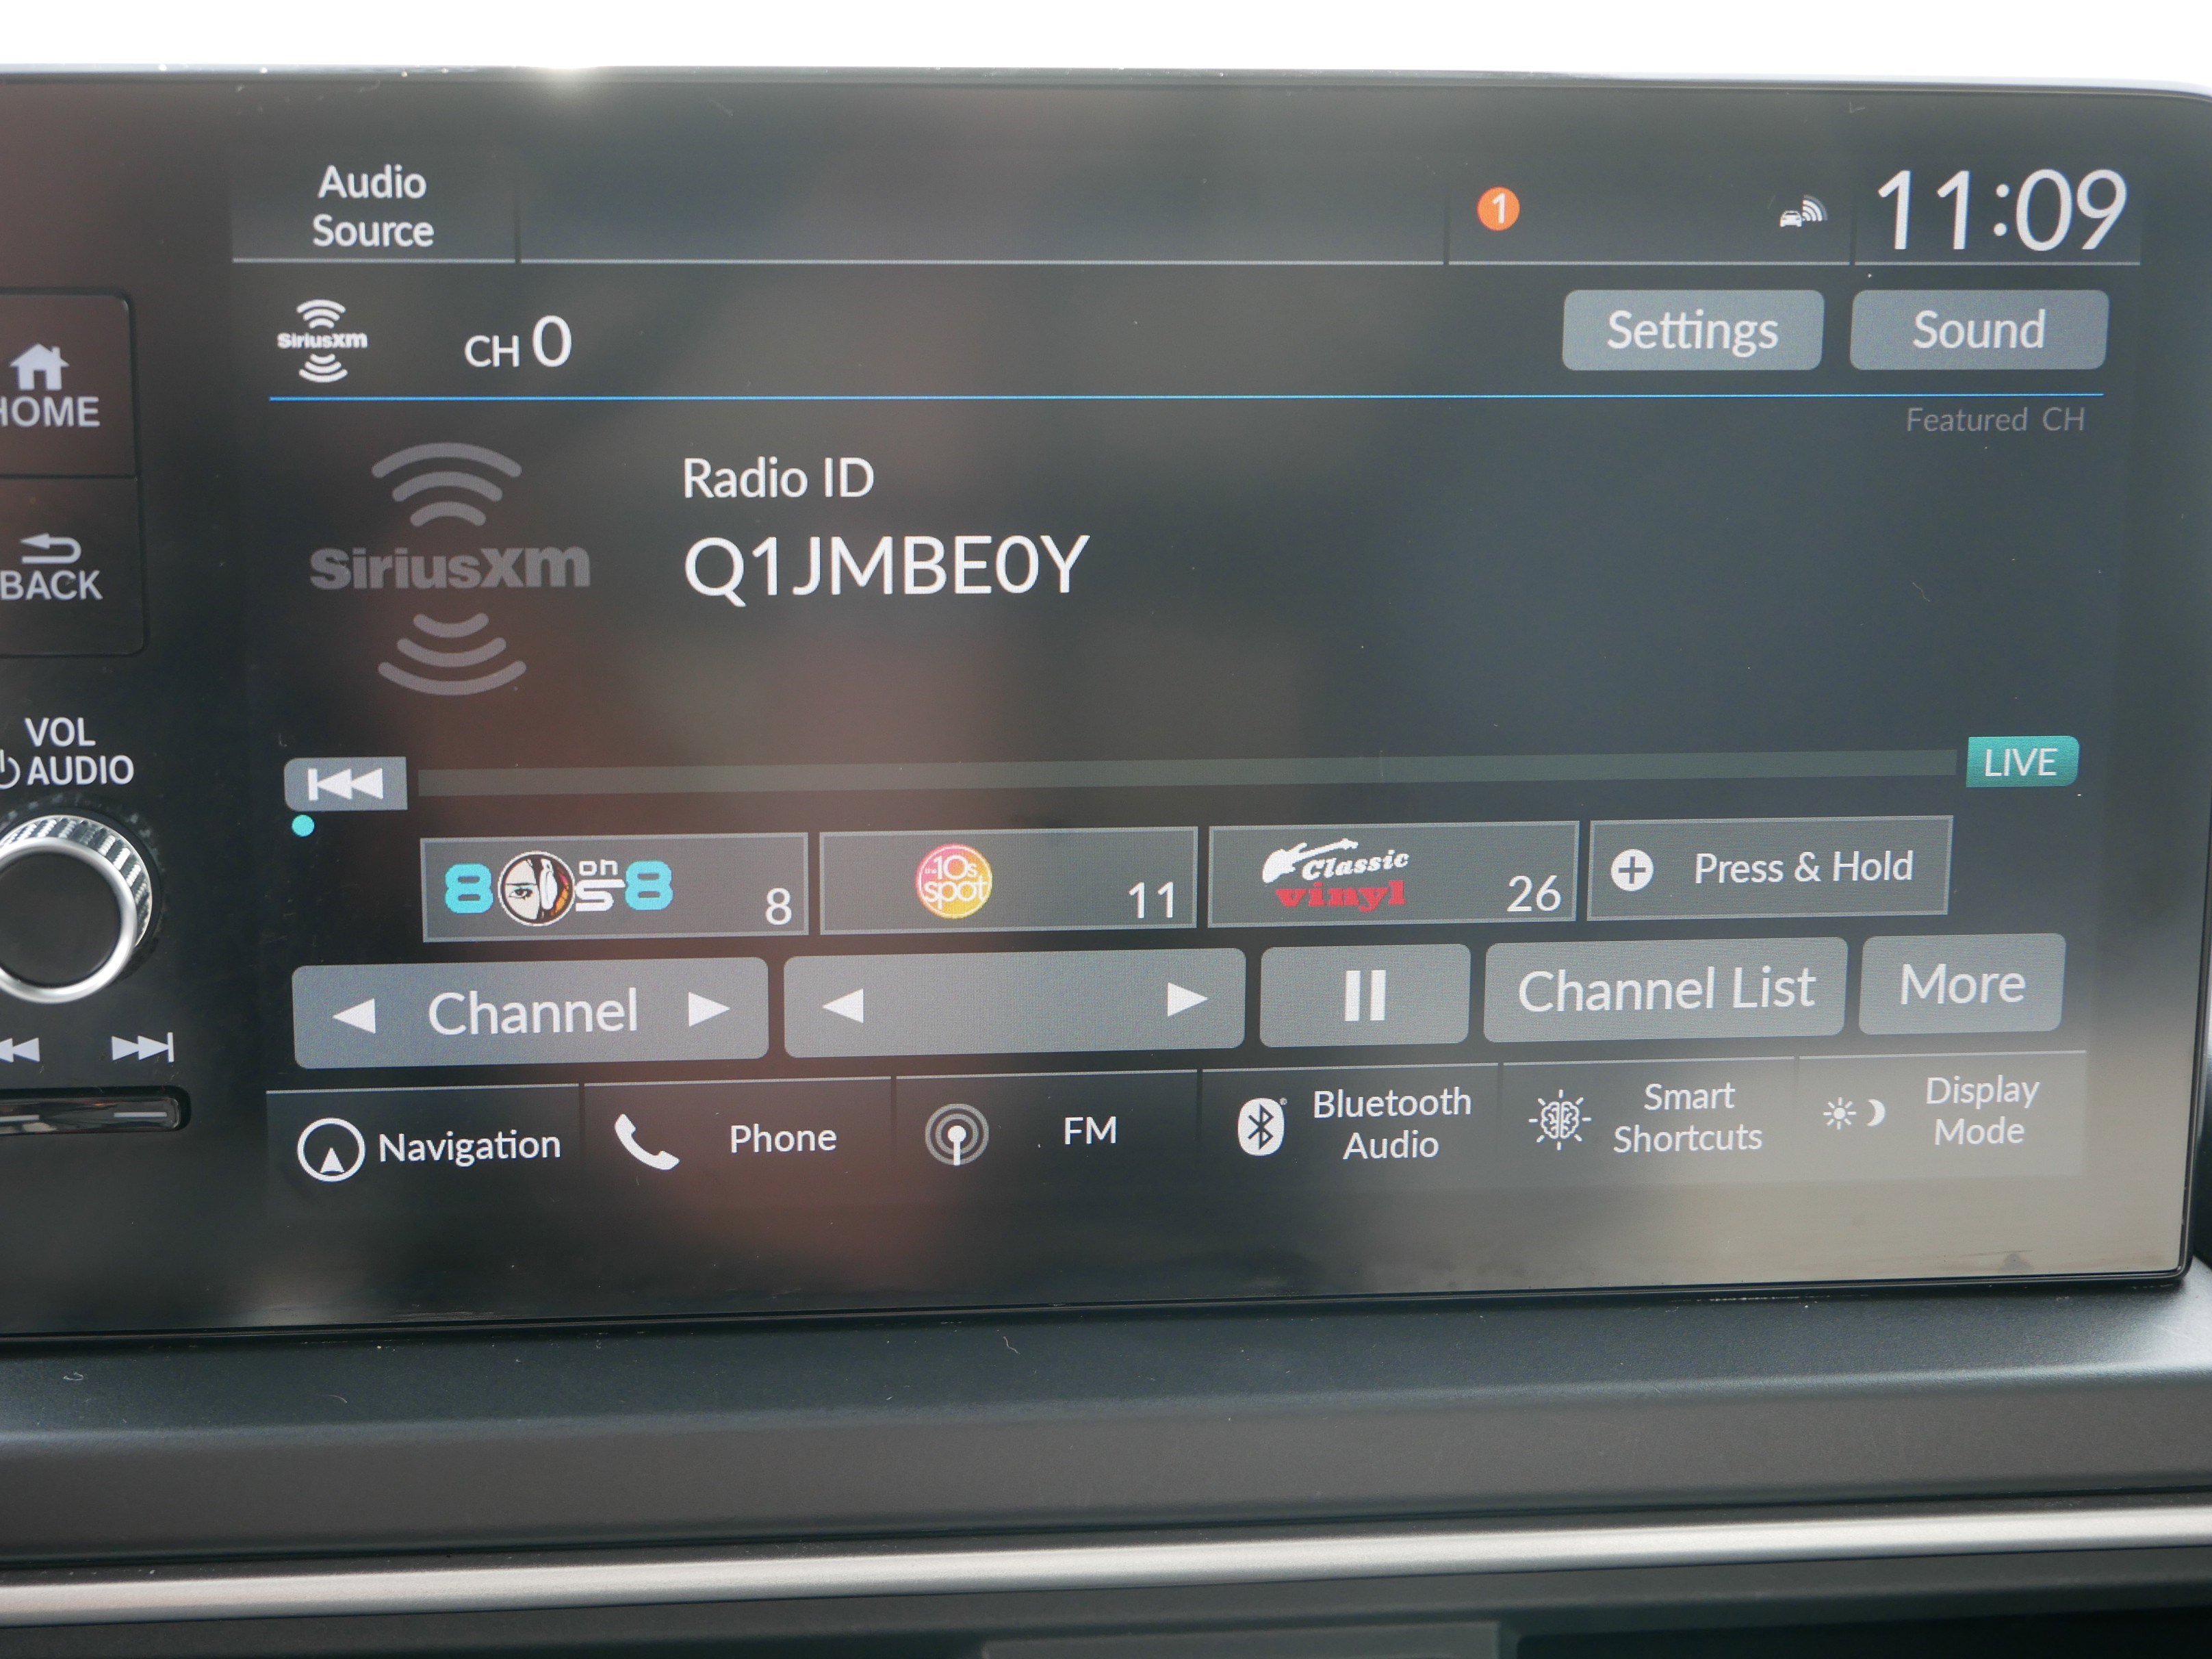 Audio
Source
1
11:09
SiriusXM
CH 0
Settings
Sound
Featured CH
HOME
BACK
SiriusXM
Radio ID
Q1JMBE0Y
VOL
AUDIO
LIVE
80s on 8
8
10s
spot
11
Classic
vinyl
26
Press & Hold
Channel
Channel List
More
Navigation
Phone
FM
Bluetooth
Audio
Smart
Shortcuts
Display
Mode